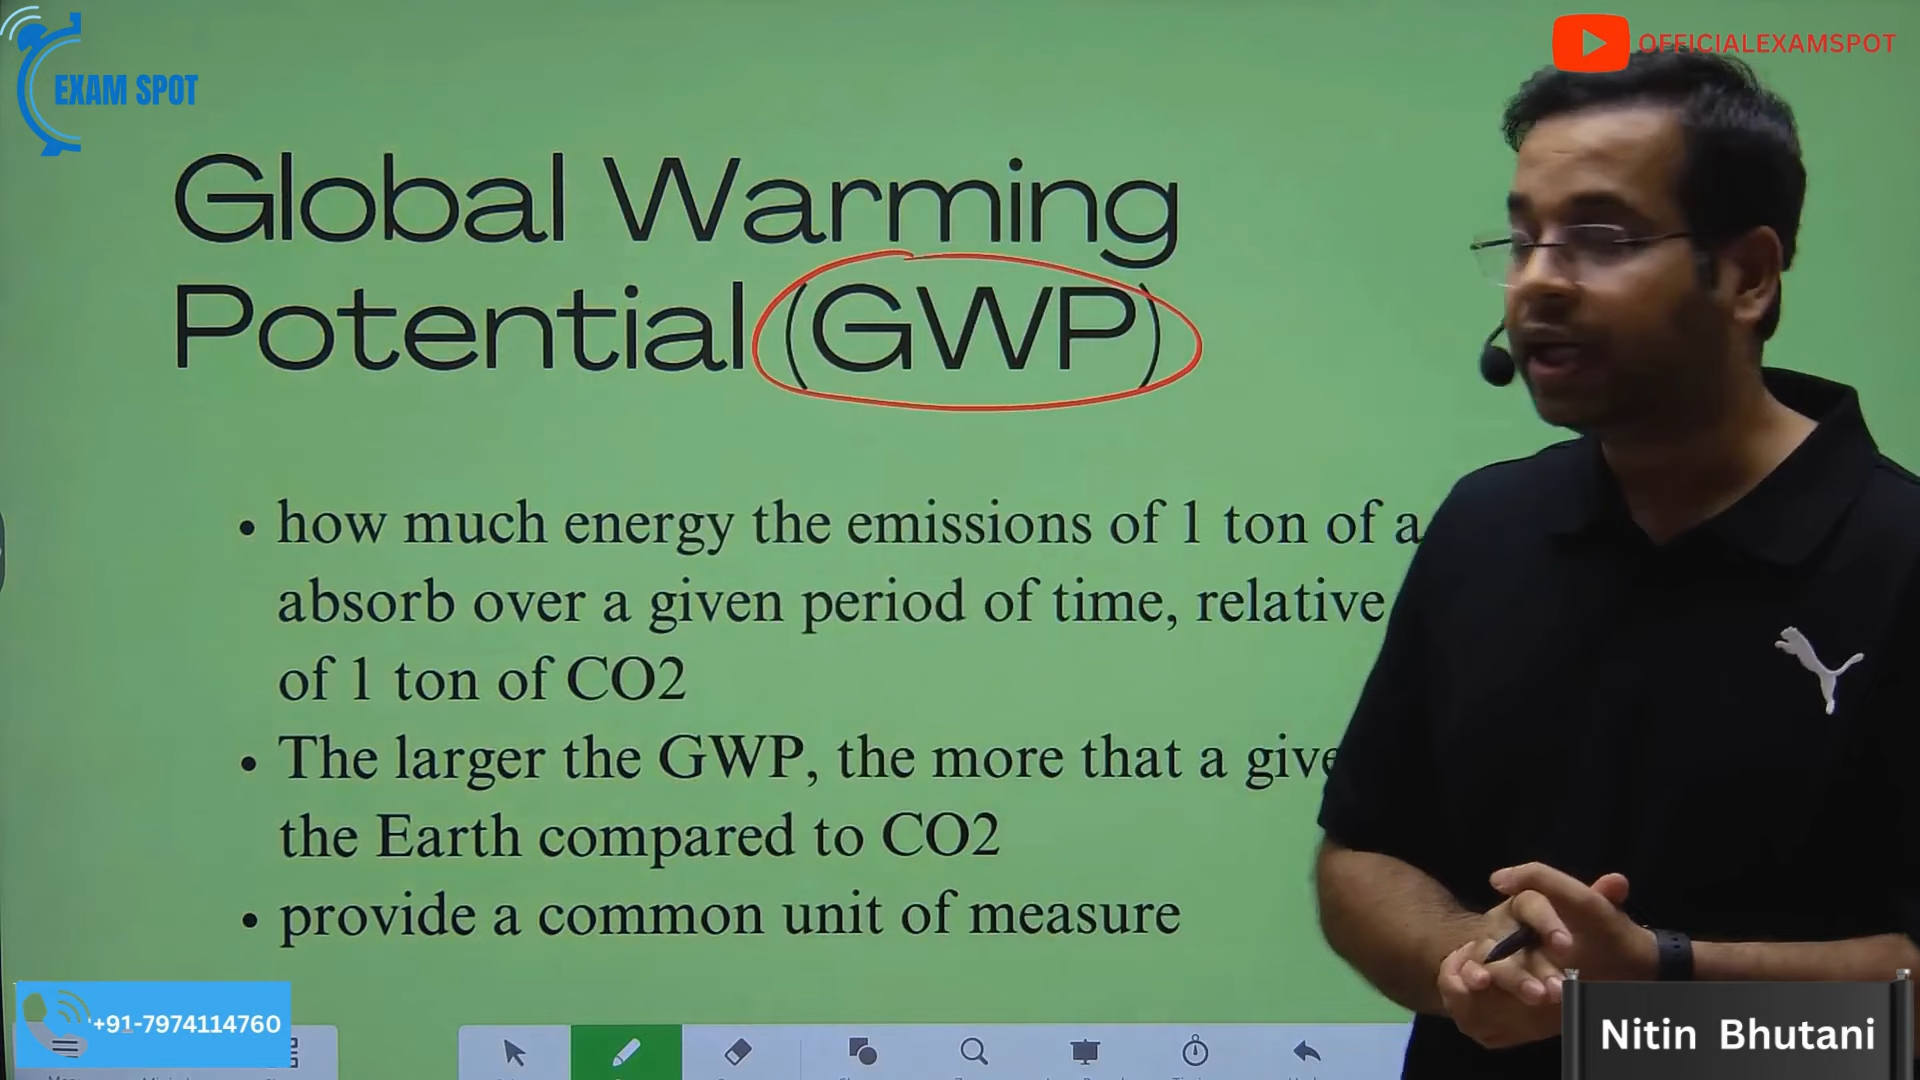 EXAM SPOT
OFFICIALEXAMSPOT
Global Warming
Potential (GWP)
• how much energy the emissions of 1 ton of a
absorb over a given period of time, relative
of 1 ton of CO2
• The larger the GWP, the more that a give
the Earth compared to CO2
• provide a common unit of measure
+91-7974114760
Nitin Bhutani